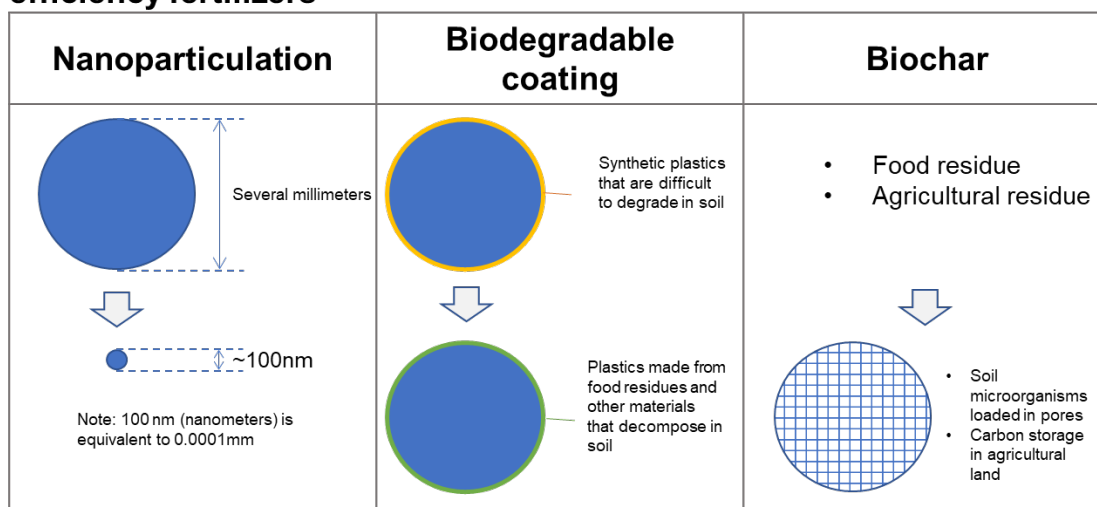 efficiency fertilizers
Nanoparticulation
Biodegradable
coating
Biochar
Several millimeters
~100nm
Note: 100 nm (nanometers) is
equivalent to 0.0001mm
Synthetic plastics
that are difficult
to degrade in soil
Plastics made from
food residues and
other materials
that decompose in
soil
• Food residue
• Agricultural residue
• Soil
microorganisms
loaded in pores
• Carbon storage
in agricultural
land